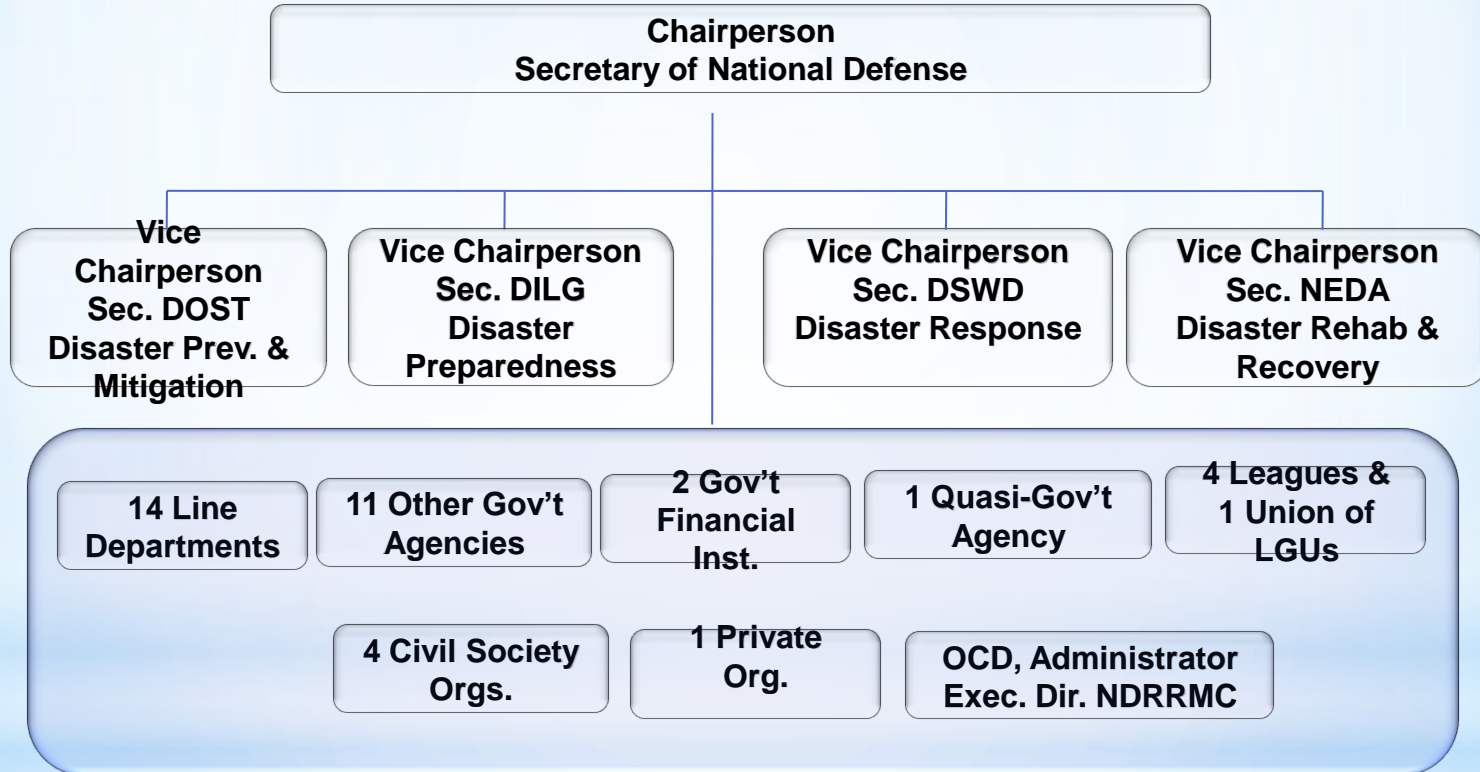 Chairperson
Secretary of National Defense
Vice
Chairperson
Sec. DOST
Disaster Prev. &
Mitigation
Vice Chairperson
Sec. DILG
Disaster
Preparedness
Vice Chairperson
Sec. DSWD
Disaster Response
Vice Chairperson
Sec. NEDA
Disaster Rehab &
Recovery
14 Line
Departments
11 Other Gov’t
Agencies
2 Gov’t
Financial
Inst.
1 Quasi-Gov’t
Agency
4 Leagues &
1 Union of
LGUs
4 Civil Society
Orgs.
1 Private
Org.
OCD, Administrator
Exec. Dir. NDRRMC